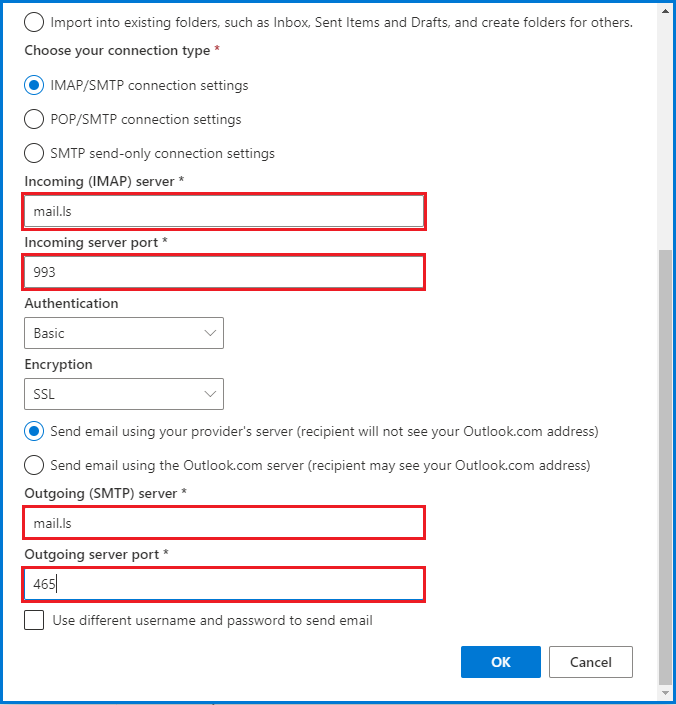 Import into existing folders, such as Inbox, Sent Items and Drafts, and create folders for others.
Choose your connection type *
IMAP/SMTP connection settings
POP/SMTP connection settings
SMTP send-only connection settings
Incoming (IMAP) server *
mail.ls
Incoming server port *
993
Authentication
Basic
Encryption
SSL
Send email using your provider's server (recipient will not see your Outlook.com address)
Send email using the Outlook.com server (recipient may see your Outlook.com address)
Outgoing (SMTP) server *
mail.ls
Outgoing server port *
465
Use different username and password to send email
OK Cancel